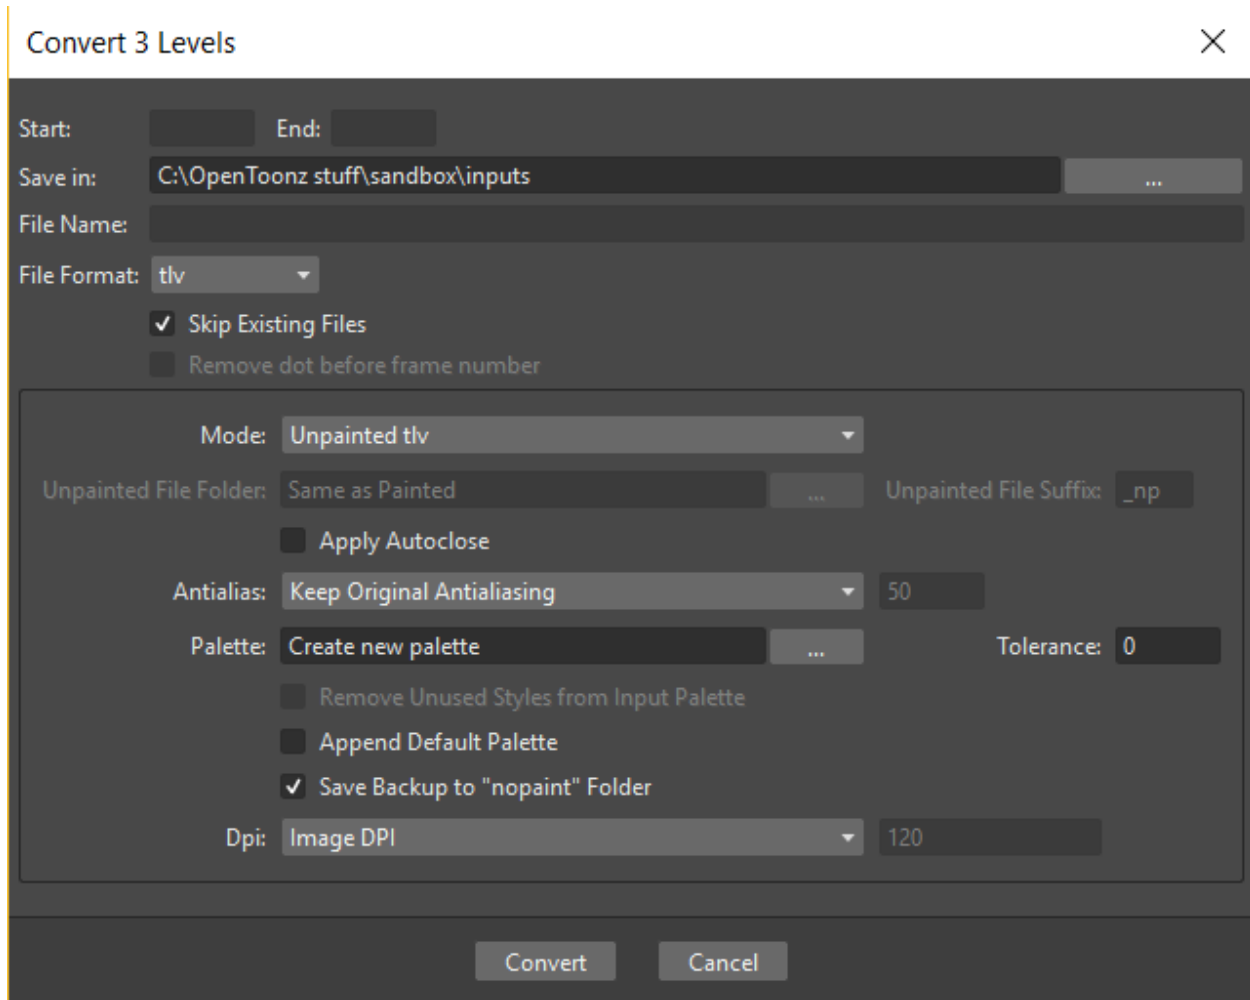 Convert 3 Levels
Start: End:
Save in: C:\OpenToonz stuff\sandbox\inputs ...
File Name:
File Format: tlv
Skip Existing Files
Remove dot before frame number
Mode: Unpainted tlv
Unpainted File Folder: Same as Painted ... Unpainted File Suffix: _np
Apply Autoclose
Antialias: Keep Original Antialiasing 50
Palette: Create new palette ... Tolerance: 0
Remove Unused Styles from Input Palette
Append Default Palette
Save Backup to "nopaint" Folder
Dpi: Image DPI 120
Convert Cancel